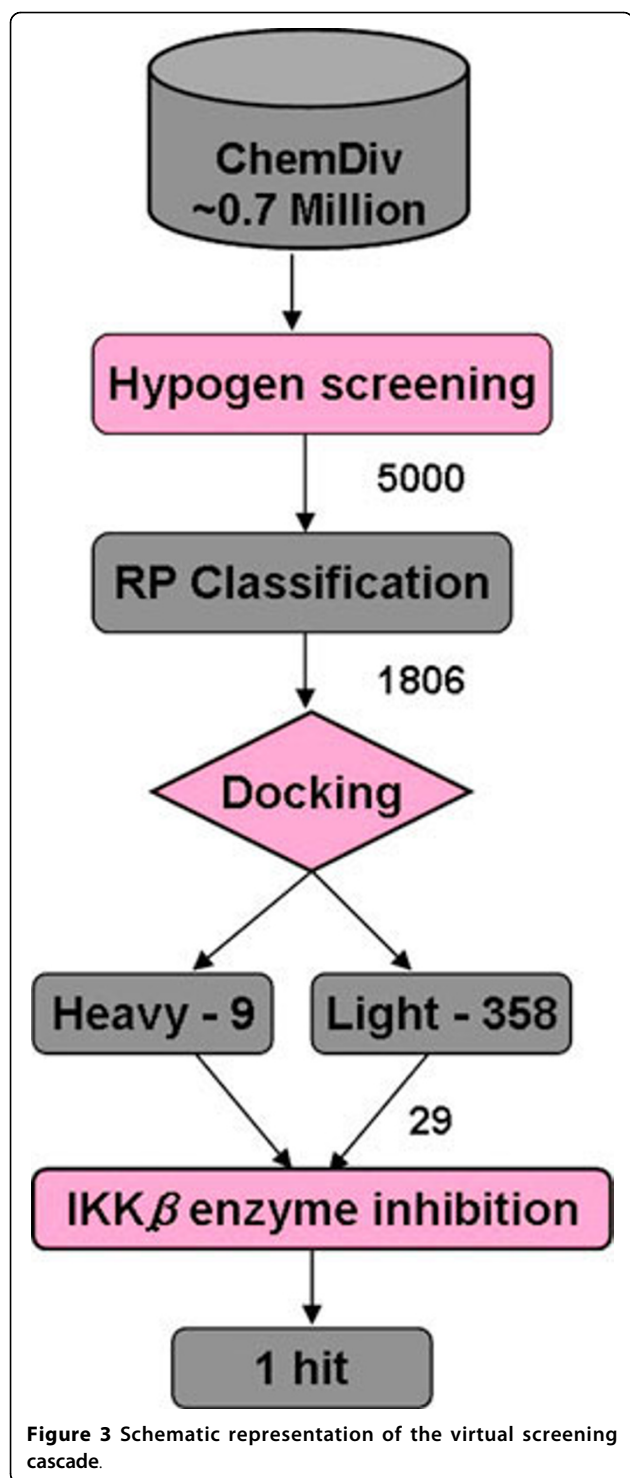 ChemDiv
~0.7 Million
Hypogen screening
5000
RP Classification
1806
Docking
Heavy - 9
Light - 358
29
IKKβ enzyme inhibition
1 hit
Figure 3 Schematic representation of the virtual screening
cascade.